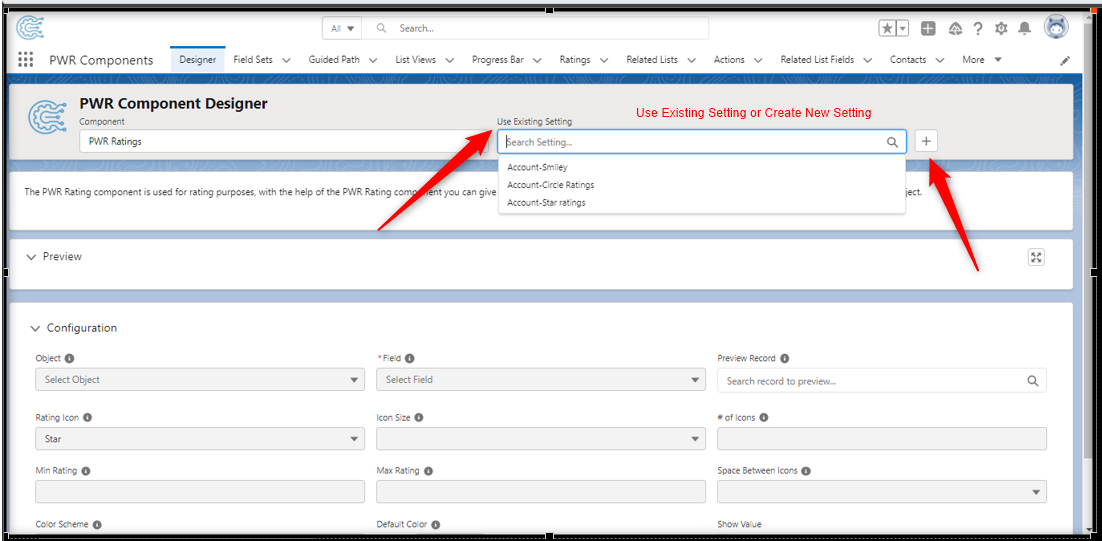 All
Search...
PWR Components
Designer
Field Sets
Guided Path
List Views
Progress Bar
Ratings
Related Lists
Actions
Related List Fields
Contacts
More
PWR Component Designer
Component
PWR Ratings
Use Existing Setting
Use Existing Setting or Create New Setting
Search Setting...
Account-Smiley
Account-Circle Ratings
Account-Star ratings
The PWR Rating component is used for rating purposes, with the help of the PWR Rating component you can give
ject.
Preview
Configuration
Object
* Field
Preview Record
Select Object
Select Field
Search record to preview...
Rating Icon
Icon Size
# of Icons
Star
Min Rating
Max Rating
Space Between Icons
Color Scheme
Default Color
Show Value